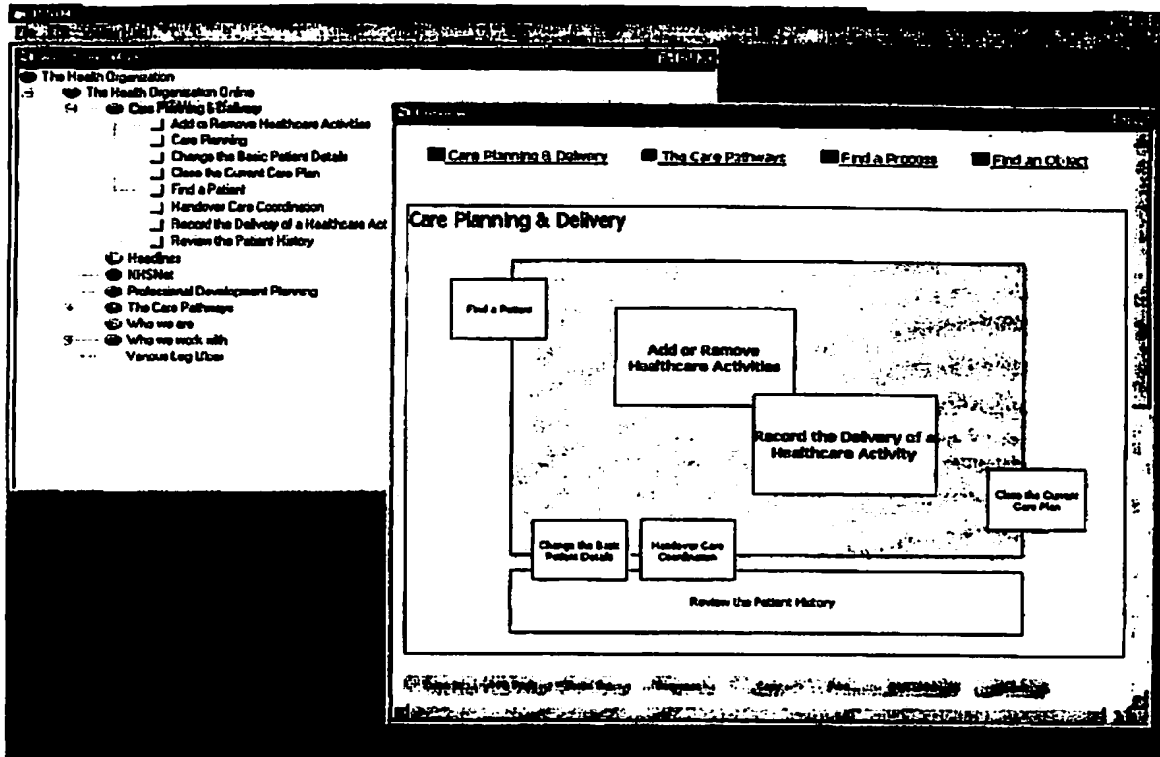 The Health Organization
The Health Organisation Online
Care Planning & Delivery
Add or Remove Healthcare Activities
Care Planning
Change the Basic Patient Details
Close the Current Care Plan
Find a Patient
Handover Care Coordination
Record the Delivery of a Healthcare Act
Review the Patient History
Headlines
NHSNet
Professional Development Planning
The Care Pathways
Who we are
Who we work with
Venous Leg Ulcer
Care Planning & Delivery
The Care Pathways
Find a Process
Find an Object
Care Planning & Delivery
Find a Patient
Add or Remove
Healthcare Activities
Record the Delivery of a
Healthcare Activity
Close the Current
Care Plan
Change the Basic
Patient Details
Handover Care
Coordination
Review the Patient History